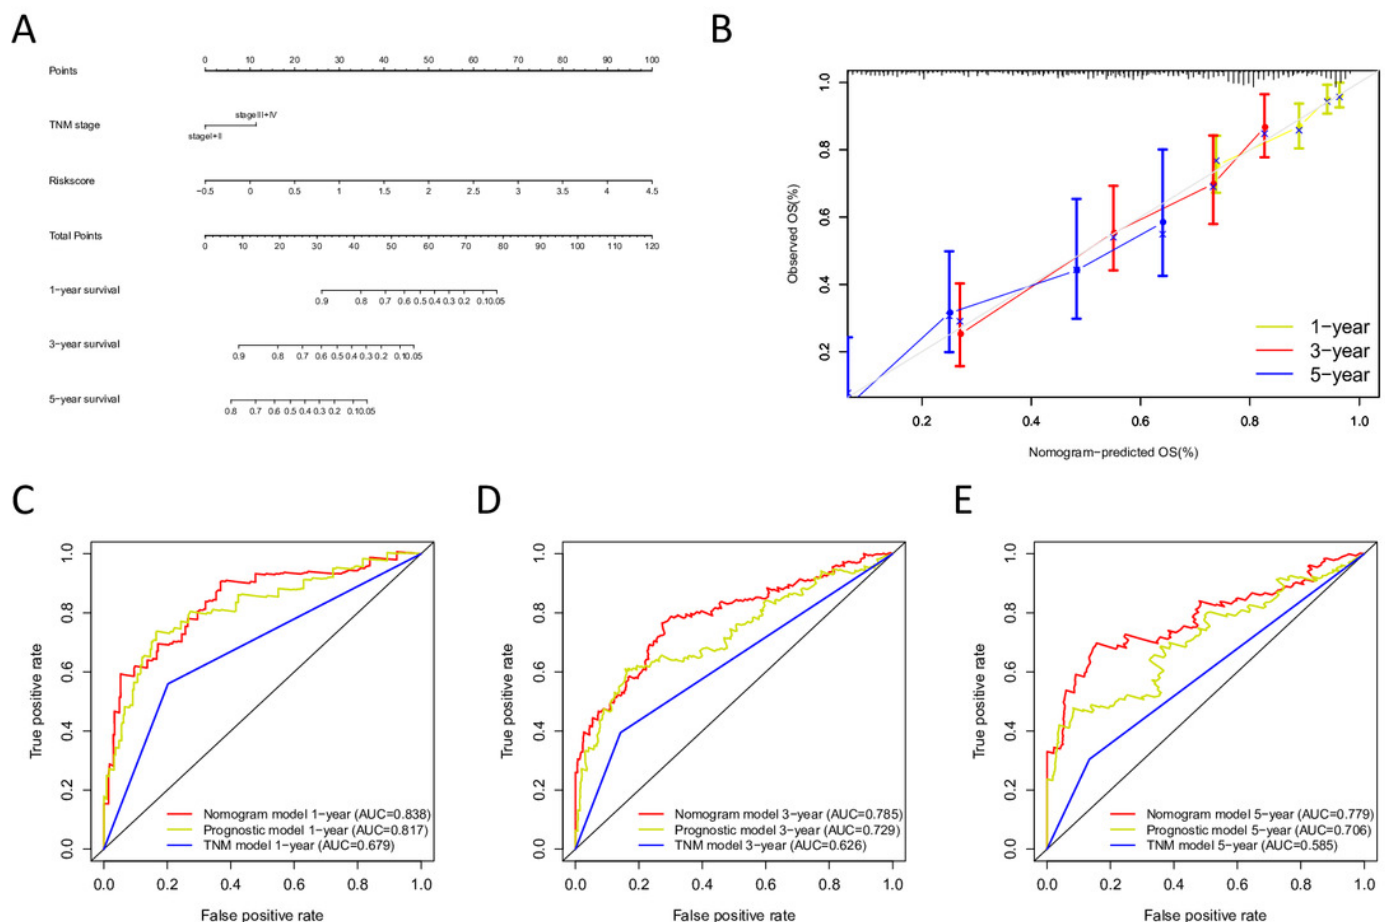 A
Points
0 10 20 30 40 50 60 70 80 90 100
TNM stage
stageIII+IV
stageI+II
Riskscore
−0.5 0 0.5 1 1.5 2 2.5 3 3.5 4 4.5
Total Points
0 10 20 30 40 50 60 70 80 90 100 110 120
1−year survival
0.9 0.8 0.7 0.6 0.5 0.4 0.3 0.2 0.10.05
3−year survival
0.9 0.8 0.7 0.6 0.5 0.4 0.3 0.2 0.10.05
5−year survival
0.8 0.7 0.6 0.5 0.4 0.3 0.2 0.10.05
B
Observed OS(%)
1.0
0.8
0.6
0.4
0.2
1−year
3−year
5−year
0.2 0.4 0.6 0.8 1.0
Nomogram−predicted OS(%)
C
True positive rate
1.0
0.8
0.6
0.4
0.2
0.0
Nomogram model 1−year (AUC=0.838)
Prognostic model 1−year (AUC=0.817)
TNM model 1−year (AUC=0.679)
0.0 0.2 0.4 0.6 0.8 1.0
False positive rate
D
True positive rate
1.0
0.8
0.6
0.4
0.2
0.0
Nomogram model 3−year (AUC=0.785)
Prognostic model 3−year (AUC=0.729)
TNM model 3−year (AUC=0.626)
0.0 0.2 0.4 0.6 0.8 1.0
False positive rate
E
True positive rate
1.0
0.8
0.6
0.4
0.2
0.0
Nomogram model 5−year (AUC=0.779)
Prognostic model 5−year (AUC=0.706)
TNM model 5−year (AUC=0.585)
0.0 0.2 0.4 0.6 0.8 1.0
False positive rate